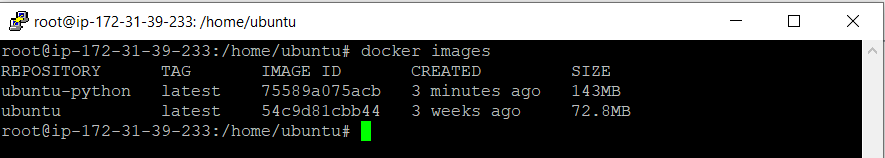 root@ip-172-31-39-233: /home/ubuntu
root@ip-172-31-39-233:/home/ubuntu# docker images
REPOSITORY      TAG       IMAGE ID       CREATED         SIZE
ubuntu-python   latest    75589a075acb   3 minutes ago   143MB
ubuntu          latest    54c9d81cbb44   3 weeks ago     72.8MB
root@ip-172-31-39-233:/home/ubuntu#